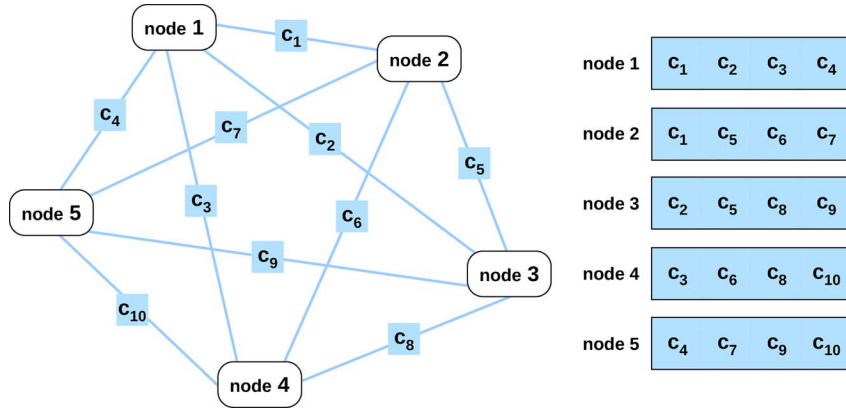 node 1
c₁
node 2
c₄
c₇
c₂
c₅
node 5
c₃
c₆
c₉
node 3
c₁₀
c₈
node 4
node 1 c₁ c₂ c₃ c₄
node 2 c₁ c₅ c₆ c₇
node 3 c₂ c₅ c₈ c₉
node 4 c₃ c₆ c₈ c₁₀
node 5 c₄ c₇ c₉ c₁₀